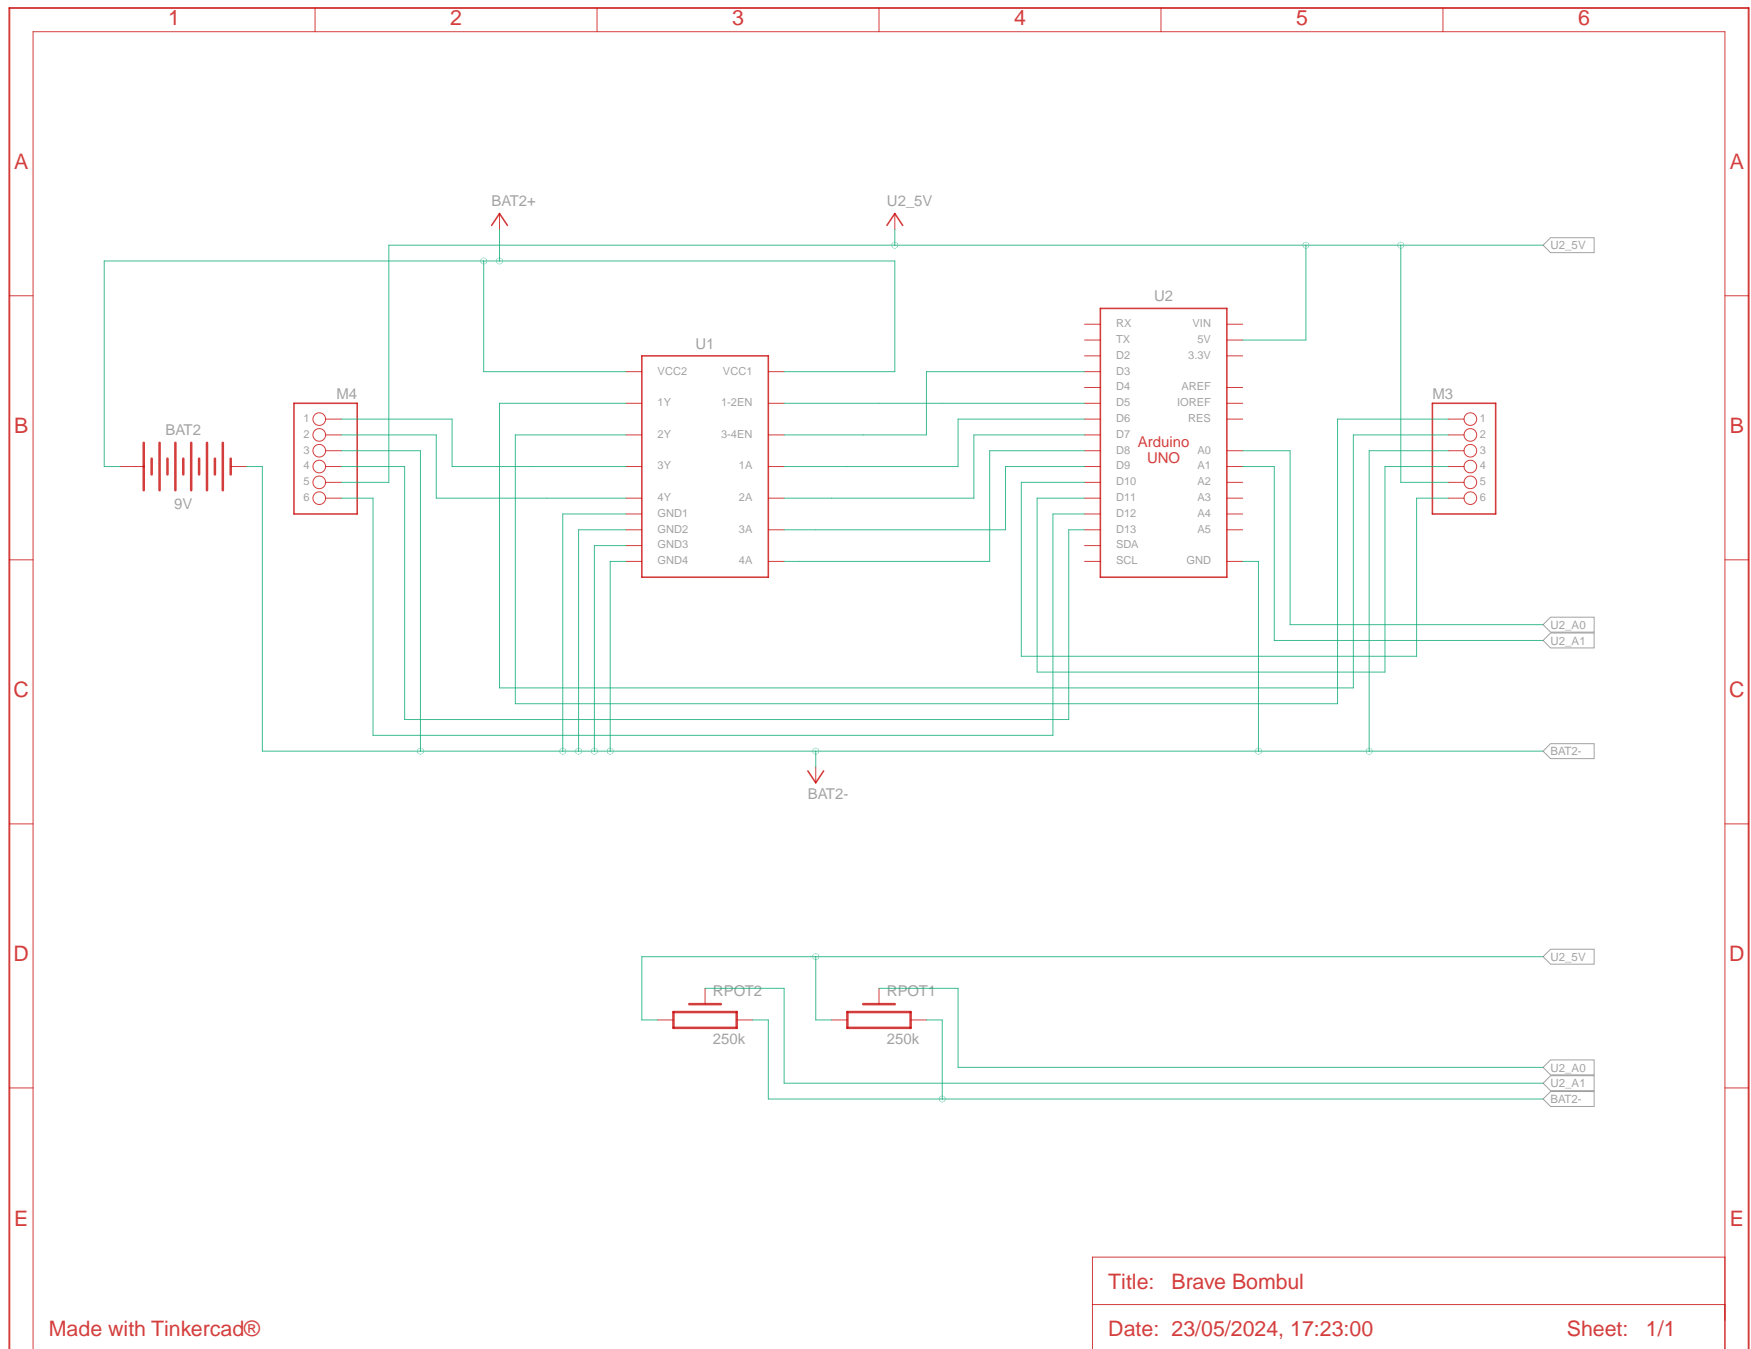 1 2 3 4 5 6
A A
BAT2+ U2_5V
U2_5V
U2
RX VIN
TX 5V
D2 3.3V
U1
VCC2 VCC1
D3
D4 AREF
M4
M3
1Y 1-2EN
D5 IOREF
1
D6 RES
1
B B
BAT2
2
2Y 3-4EN
D7
2
Arduino
UNO
3
D8 A0
3
4
3Y 1A
D9 A1
4
5
D10 A2
5
6
4Y 2A
D11 A3
6
9V
GND1
D12 A4
GND2 3A
D13 A5
GND3
SDA
GND4 4A
SCL GND
U2_A0
U2_A1
C C
BAT2-
BAT2-
D D
U2_5V
RPOT2 RPOT1
250k 250k
U2_A0
U2_A1
BAT2-
E E
Title: Brave Bombul
Made with Tinkercad®
Date: 23/05/2024, 17:23:00 Sheet: 1/1